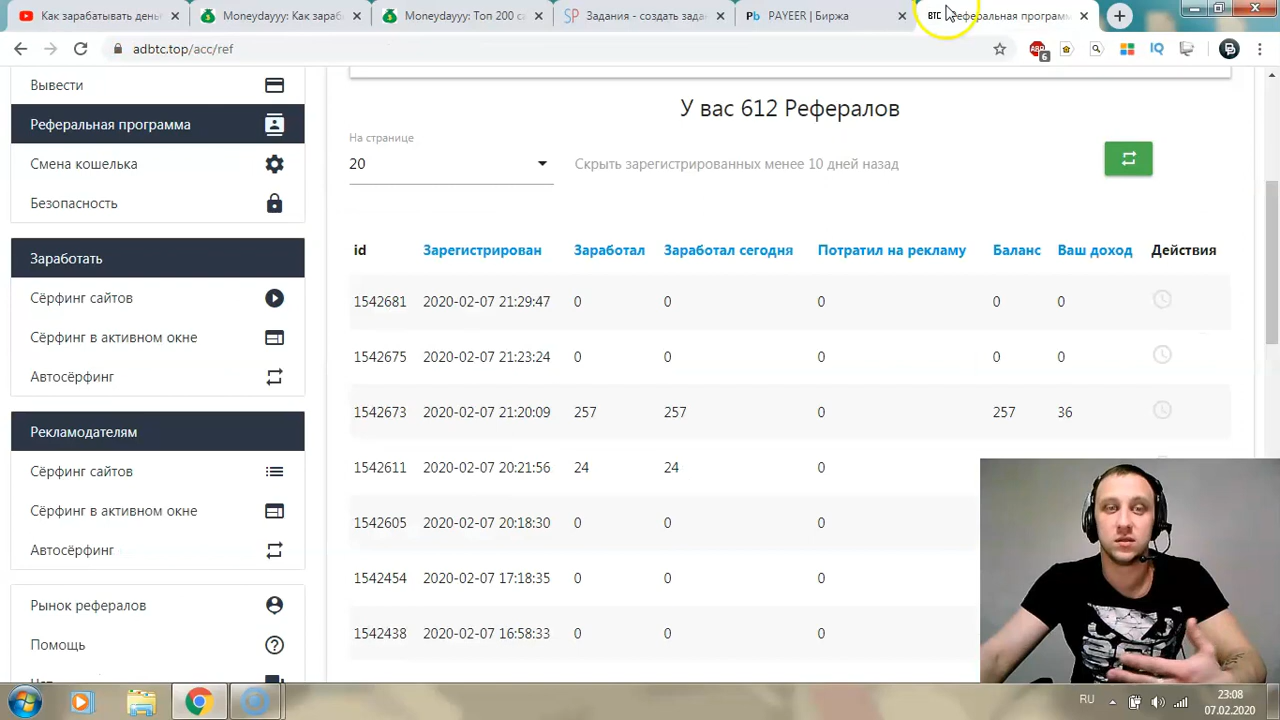 Как зарабатывать день
Moneydayyy: Как зараб
Moneydayyy: Топ 200 с
Задания - создать зада
Pb PAYEER | Биржа
BTC Реферальная програм
adbtc.top/acc/ref
ABP
6
IQ
Вывести
Реферальная программа
Смена кошелька
Безопасность
Заработать
Сёрфинг сайтов
Сёрфинг в активном окне
Автосёрфинг
Рекламодателям
Сёрфинг сайтов
Сёрфинг в активном окне
Автосёрфинг
Рынок рефералов
Помощь
У вас 612 Рефералов
На странице
20 Скрыть зарегистрированных менее 10 дней назад
id Зарегистрирован Заработал Заработал сегодня Потратил на рекламу Баланс Ваш доход Действия
1542681 2020-02-07 21:29:47 0 0 0 0 0
1542675 2020-02-07 21:23:24 0 0 0 0 0
1542673 2020-02-07 21:20:09 257 257 0 257 36
1542611 2020-02-07 20:21:56 24 24 0
1542605 2020-02-07 20:18:30 0 0 0
1542454 2020-02-07 17:18:35 0 0 0
1542438 2020-02-07 16:58:33 0 0 0
RU
23:08
07.02.2020